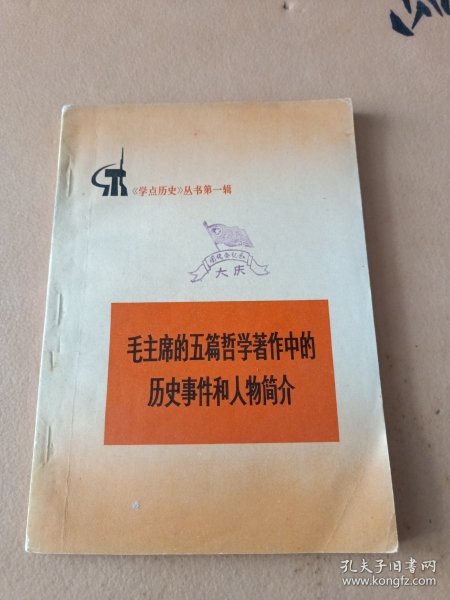 《学点历史》丛书第一辑
大庆
毛主席的五篇哲学著作中的
历史事件和人物简介
孔夫子旧书网
www.kongfz.com